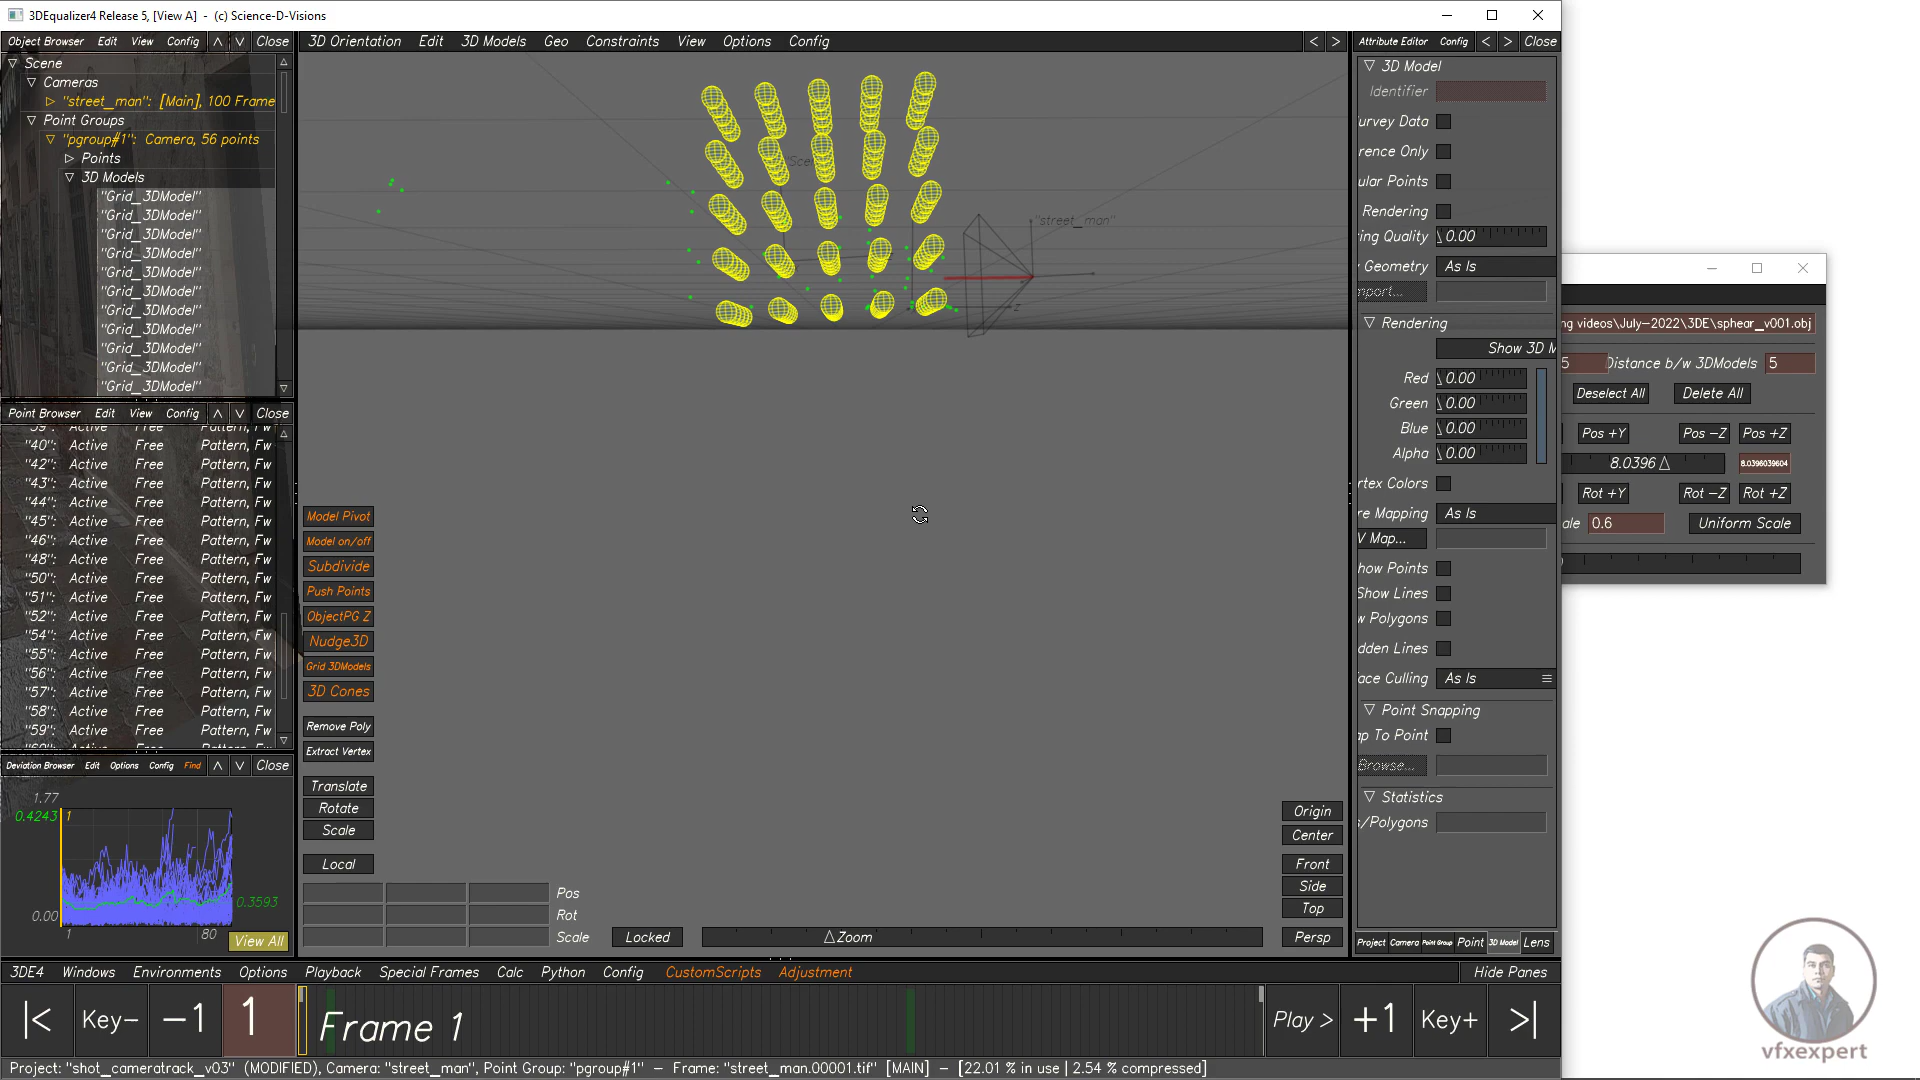 3DEqualizer4 Release 5, [View A]  -  (c) Science-D-Visions
Object Browser Edit View Config Close
3D Orientation Edit 3D Models Geo Constraints View Options Config < >
Attribute Editor Config < > Close
Scene
Cameras
"street_man": [Main], 100 Frame
Point Groups
"pgroup#1": Camera, 56 points
Points
3D Models
"Grid_3DModel"
"Grid_3DModel"
"Grid_3DModel"
"Grid_3DModel"
"Grid_3DModel"
"Grid_3DModel"
"Grid_3DModel"
"Grid_3DModel"
"Grid_3DModel"
"Grid_3DModel"
"Grid_3DModel"
Point Browser Edit View Config Close
"40": Active Free Pattern, Fw
"42": Active Free Pattern, Fw
"43": Active Free Pattern, Fw
"44": Active Free Pattern, Fw
"45": Active Free Pattern, Fw
"46": Active Free Pattern, Fw
"48": Active Free Pattern, Fw
"50": Active Free Pattern, Fw
"51": Active Free Pattern, Fw
"52": Active Free Pattern, Fw
"54": Active Free Pattern, Fw
"55": Active Free Pattern, Fw
"56": Active Free Pattern, Fw
"57": Active Free Pattern, Fw
"58": Active Free Pattern, Fw
"59": Active Free Pattern, Fw
Deviation Browser Edit Options Config Find Close
1.77
0.4243
1
0.3593
0.00
1
80
View All
"street_man"
z
Model Pivot
Model on/off
Subdivide
Push Points
ObjectPG Z
Nudge3D
Grid 3DModels
3D Cones
Remove Poly
Extract Vertex
Translate
Rotate
Scale
Local
Pos
Rot
Scale
Locked
Zoom
Origin
Center
Front
Side
Top
Persp
3D Model
Identifier
urvey Data
rence Only
ular Points
Rendering
ing Quality 0.00
Geometry As Is
mport...
Rendering
Show 3D M
Red 0.00
Green 0.00
Blue 0.00
Alpha 0.00
rtex Colors
re Mapping As Is
V Map...
how Points
Show Lines
w Polygons
dden Lines
ace Culling As Is
Point Snapping
ap To Point
Browse...
Statistics
s/Polygons
Project Camera Point Group Point 3D Model Lens
ng videos\July-2022\3DE\sphear_v001.obj
5 Distance b/w 3DModels 5
Deselect All Delete All
Pos +Y Pos -Z Pos +Z
8.0396 8.0396039604
Rot +Y Rot -Z Rot +Z
ale 0.6 Uniform Scale
3DE4 Windows Environments Options Playback Special Frames Calc Python Config CustomScripts Adjustment Hide Panes
|< Key- -1 1 Frame 1 Play > +1 Key+ >|
Project: "shot_cameratrack_v03" (MODIFIED), Camera: "street_man", Point Group: "pgroup#1" - Frame: "street_man.00001.tif" [MAIN] - [22.01 % in use | 2.54 % compressed]
vfxexpert